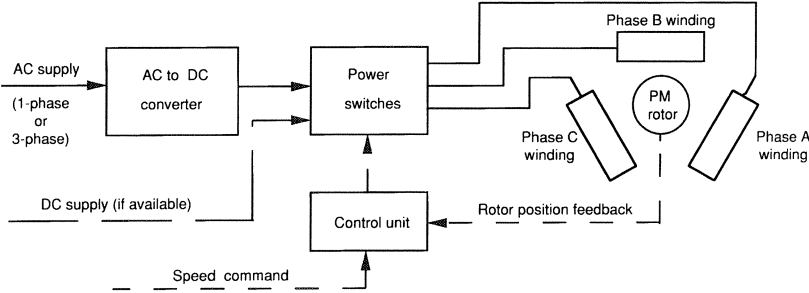 Phase B winding
AC supply
(1-phase
or
3-phase)
AC to DC
converter
Power
switches
PM
rotor
Phase C
winding
Phase A
winding
DC supply (if available)
Control unit
Rotor position feedback
Speed command